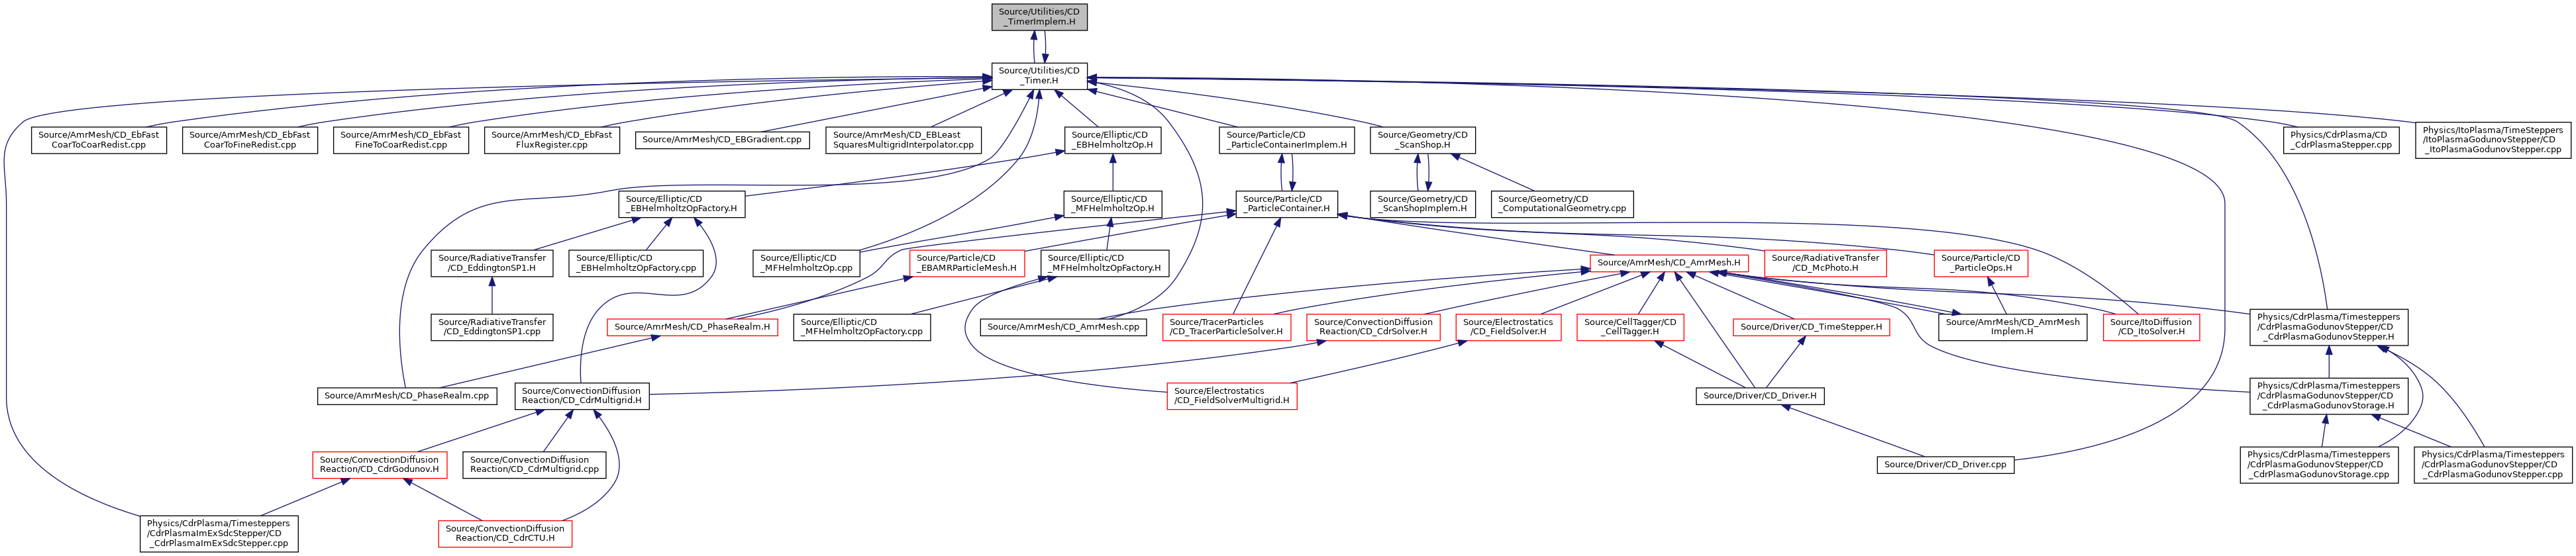 Source/Utilities/CD
_TimerImplem.H
Source/Utilities/CD
_Timer.H
Source/AmrMesh/CD_EbFast
CoarToCoarRedist.cpp
Source/AmrMesh/CD_EbFast
CoarToFineRedist.cpp
Source/AmrMesh/CD_EbFast
FineToCoarRedist.cpp
Source/AmrMesh/CD_EbFast
FluxRegister.cpp
Source/AmrMesh/CD_EBGradient.cpp
Source/AmrMesh/CD_EBLeast
SquaresMultigridInterpolator.cpp
Source/Elliptic/CD
_EBHelmholtzOp.H
Source/Particle/CD
_ParticleContainerImplem.H
Source/Geometry/CD
_ScanShop.H
Physics/CdrPlasma/CD
_CdrPlasmaStepper.cpp
Physics/ItoPlasma/TimeSteppers
/ItoPlasmaGodunovStepper/CD
_ItoPlasmaGodunovStepper.cpp
Source/Elliptic/CD
_EBHelmholtzOpFactory.H
Source/Elliptic/CD
_MFHelmholtzOp.H
Source/Particle/CD
_ParticleContainer.H
Source/Geometry/CD
_ScanShopImplem.H
Source/Geometry/CD
_ComputationalGeometry.cpp
Source/RadiativeTransfer
/CD_EddingtonSP1.H
Source/Elliptic/CD
_EBHelmholtzOpFactory.cpp
Source/Elliptic/CD
_MFHelmholtzOp.cpp
Source/Particle/CD
_EBAMRParticleMesh.H
Source/Elliptic/CD
_MFHelmholtzOpFactory.H
Source/AmrMesh/CD_AmrMesh.H
Source/RadiativeTransfer
/CD_McPhoto.H
Source/Particle/CD
_ParticleOps.H
Source/RadiativeTransfer
/CD_EddingtonSP1.cpp
Source/AmrMesh/CD_PhaseRealm.H
Source/Elliptic/CD
_MFHelmholtzOpFactory.cpp
Source/AmrMesh/CD_AmrMesh.cpp
Source/TracerParticles
/CD_TracerParticleSolver.H
Source/ConvectionDiffusion
Reaction/CD_CdrSolver.H
Source/Electrostatics
/CD_FieldSolver.H
Source/CellTagger/CD
_CellTagger.H
Source/Driver/CD_TimeStepper.H
Source/AmrMesh/CD_AmrMesh
Implem.H
Source/ItoDiffusion
/CD_ItoSolver.H
Physics/CdrPlasma/Timesteppers
/CdrPlasmaGodunovStepper/CD
_CdrPlasmaGodunovStepper.H
Source/AmrMesh/CD_PhaseRealm.cpp
Source/ConvectionDiffusion
Reaction/CD_CdrMultigrid.H
Source/Electrostatics
/CD_FieldSolverMultigrid.H
Source/Driver/CD_Driver.H
Physics/CdrPlasma/Timesteppers
/CdrPlasmaGodunovStepper/CD
_CdrPlasmaGodunovStorage.H
Source/ConvectionDiffusion
Reaction/CD_CdrGodunov.H
Source/ConvectionDiffusion
Reaction/CD_CdrMultigrid.cpp
Source/Driver/CD_Driver.cpp
Physics/CdrPlasma/Timesteppers
/CdrPlasmaGodunovStepper/CD
_CdrPlasmaGodunovStorage.cpp
Physics/CdrPlasma/Timesteppers
/CdrPlasmaGodunovStepper/CD
_CdrPlasmaGodunovStepper.cpp
Physics/CdrPlasma/Timesteppers
/CdrPlasmaImExSdcStepper/CD
_CdrPlasmaImExSdcStepper.cpp
Source/ConvectionDiffusion
Reaction/CD_CdrCTU.H